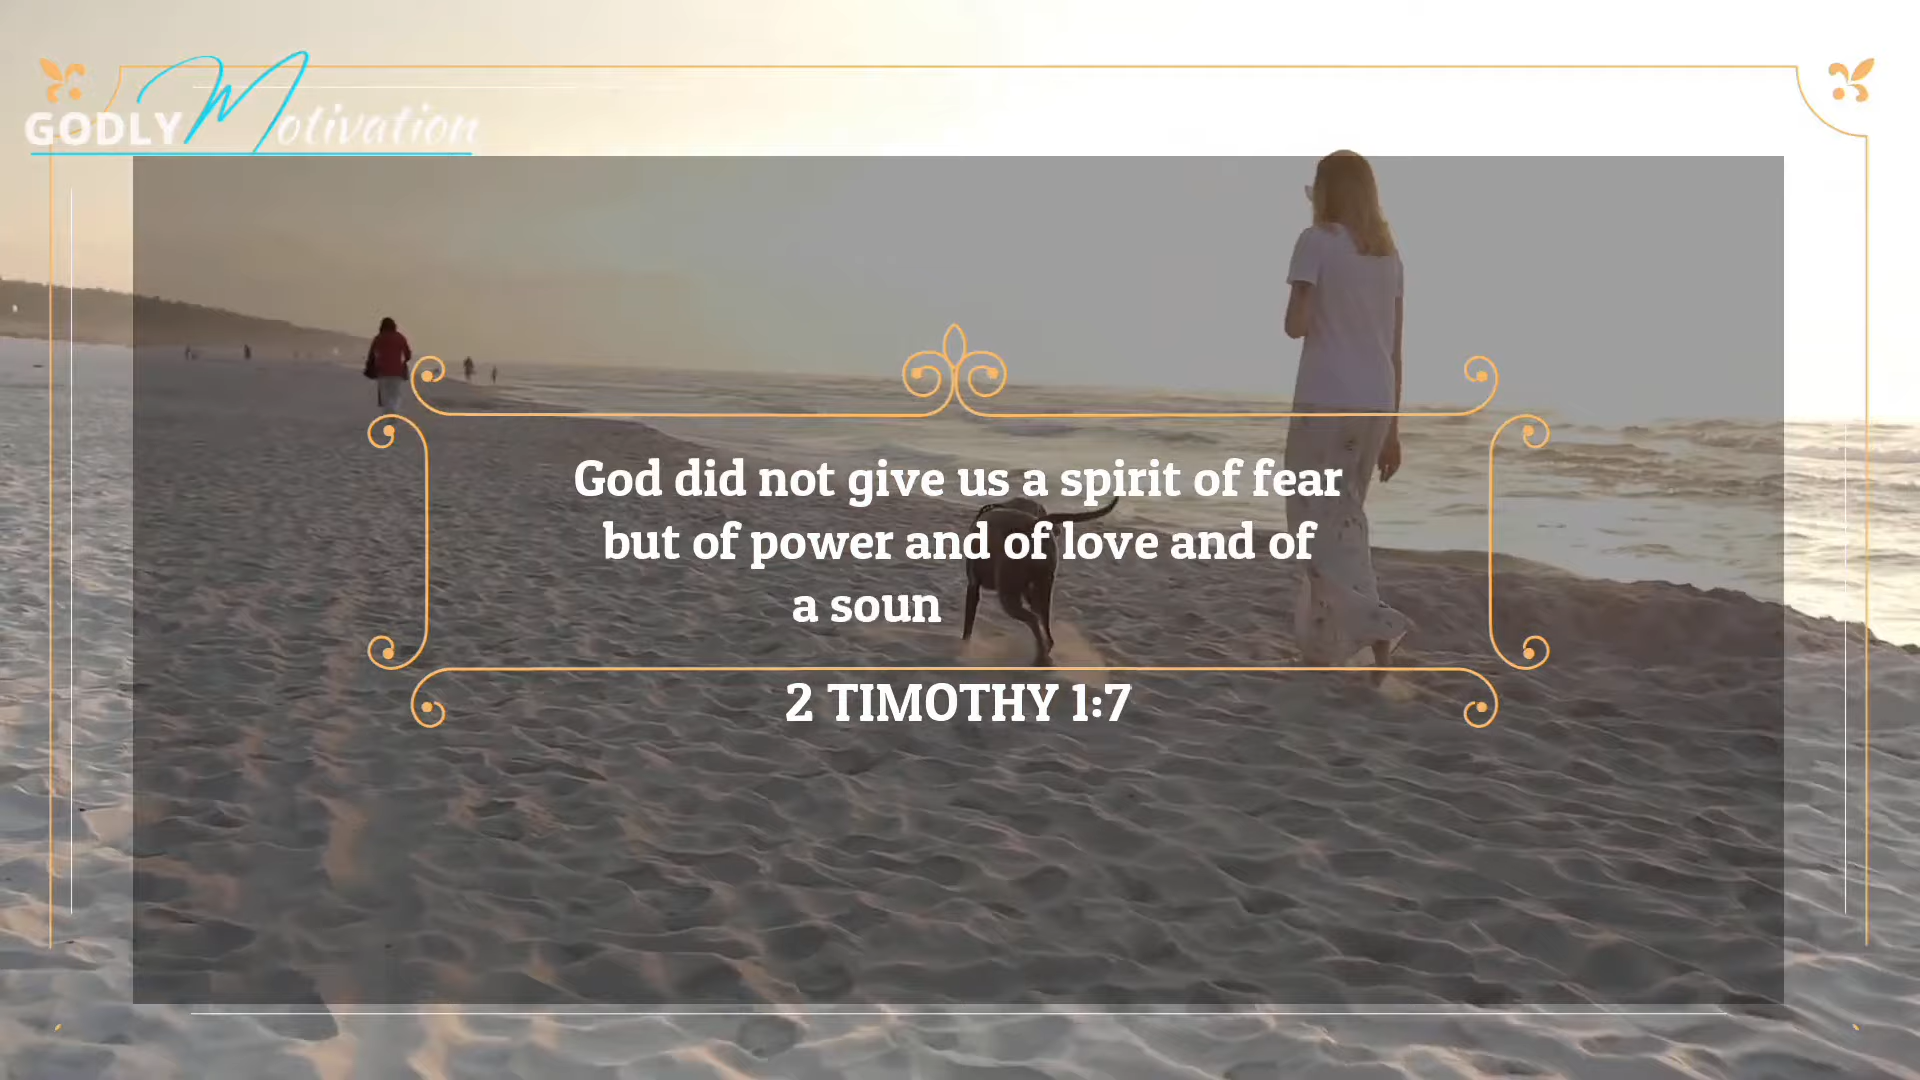 GODLY Motivation
God did not give us a spirit of fear
but of power and of love and of
a soun
2 TIMOTHY 1:7